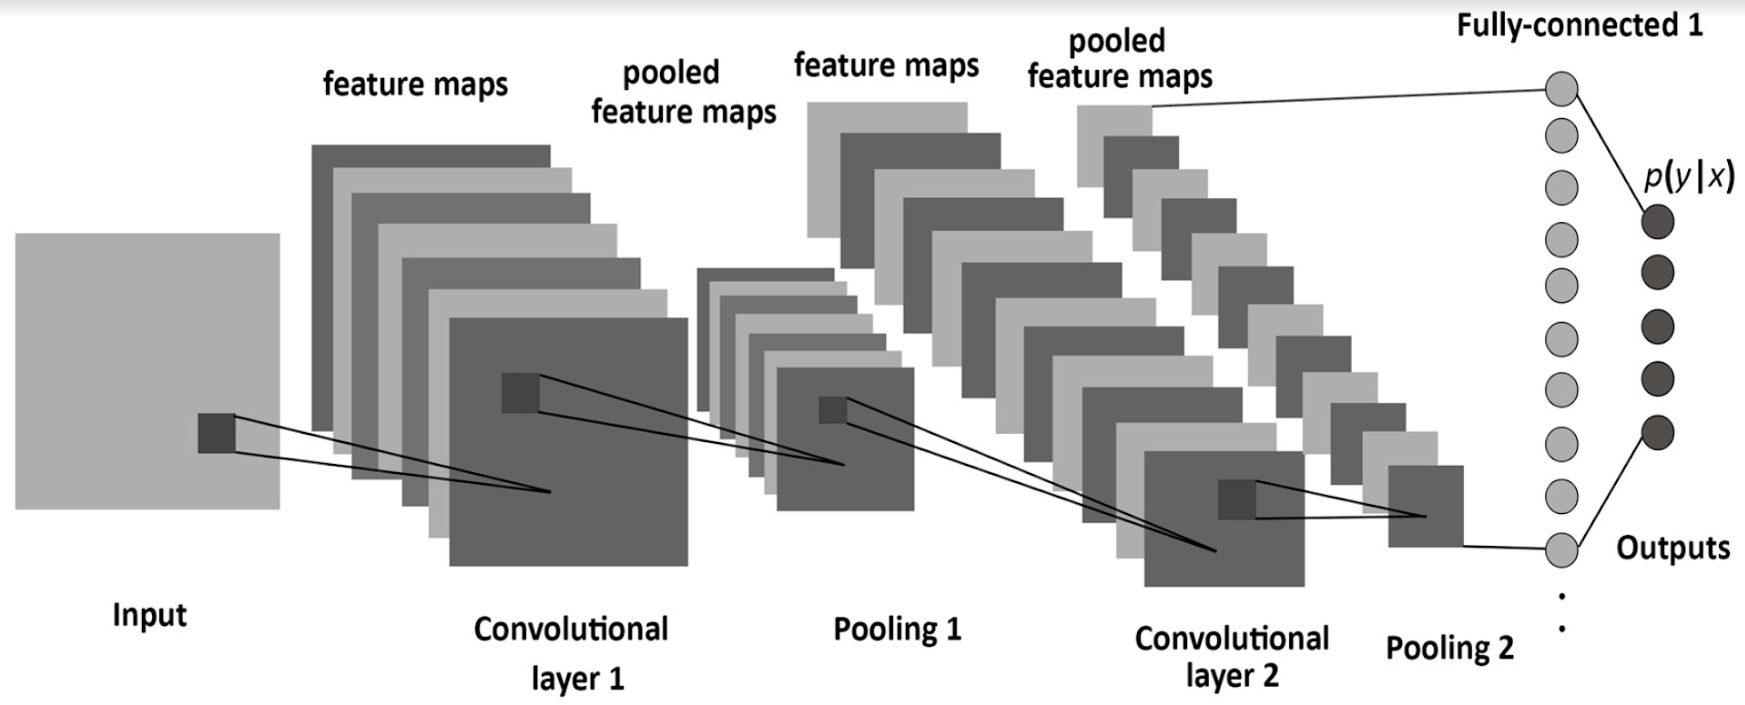 Fully-connected 1
feature maps
pooled
feature maps
feature maps
pooled
feature maps
p(y|x)
Outputs
Input
Convolutional
layer 1
Pooling 1
Convolutional
layer 2
Pooling 2